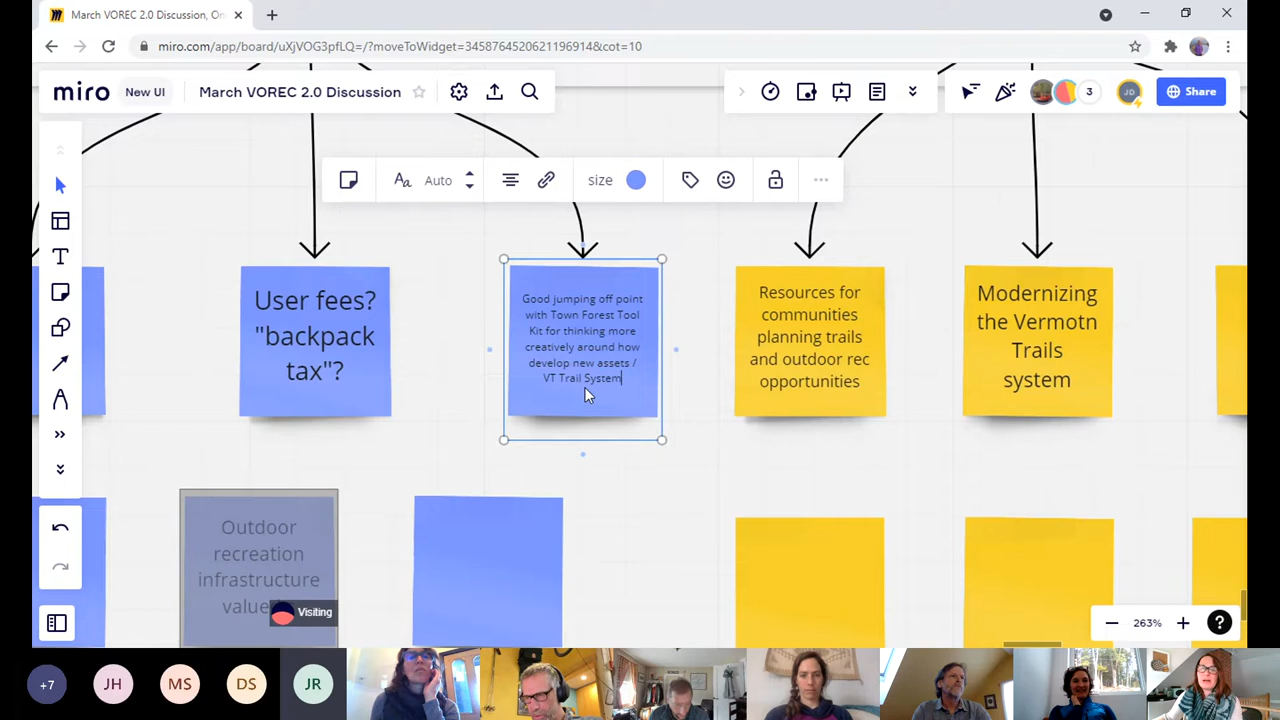 March VOREC 2.0 Discussion, On
miro.com/app/board/uXjVOG3pfLQ=/?moveToWidget=3458764520621196914&cot=10
miro
New UI
March VOREC 2.0 Discussion
3
JD
Share
Aa
Auto
size
User fees?
"backpack
tax"?
Good jumping off point
with Town Forest Tool
Kit for thinking more
creatively around how
develop new assets /
VT Trail System
Resources for
communities
planning trails
and outdoor rec
opportunities
Modernizing
the Vermotn
Trails
system
Outdoor
recreation
infrastructure
Visiting
263%
?
+7
JH
MS
DS
JR